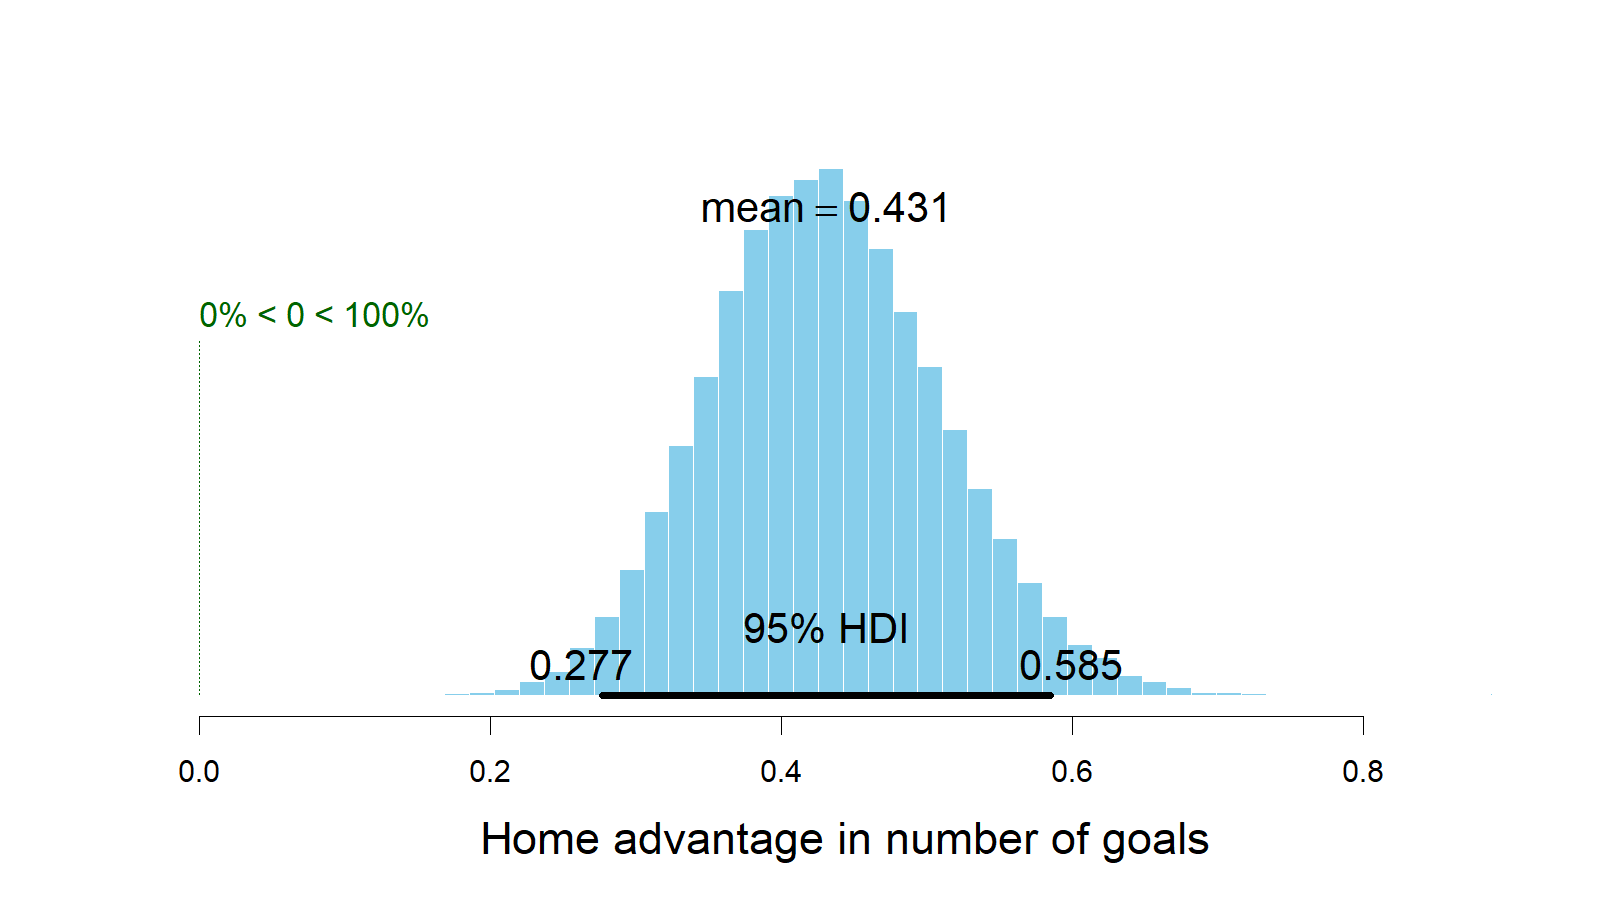 mean = 0.431
0% < 0 < 100%
95% HDI
0.277 0.585
0.0 0.2 0.4 0.6 0.8
Home advantage in number of goals